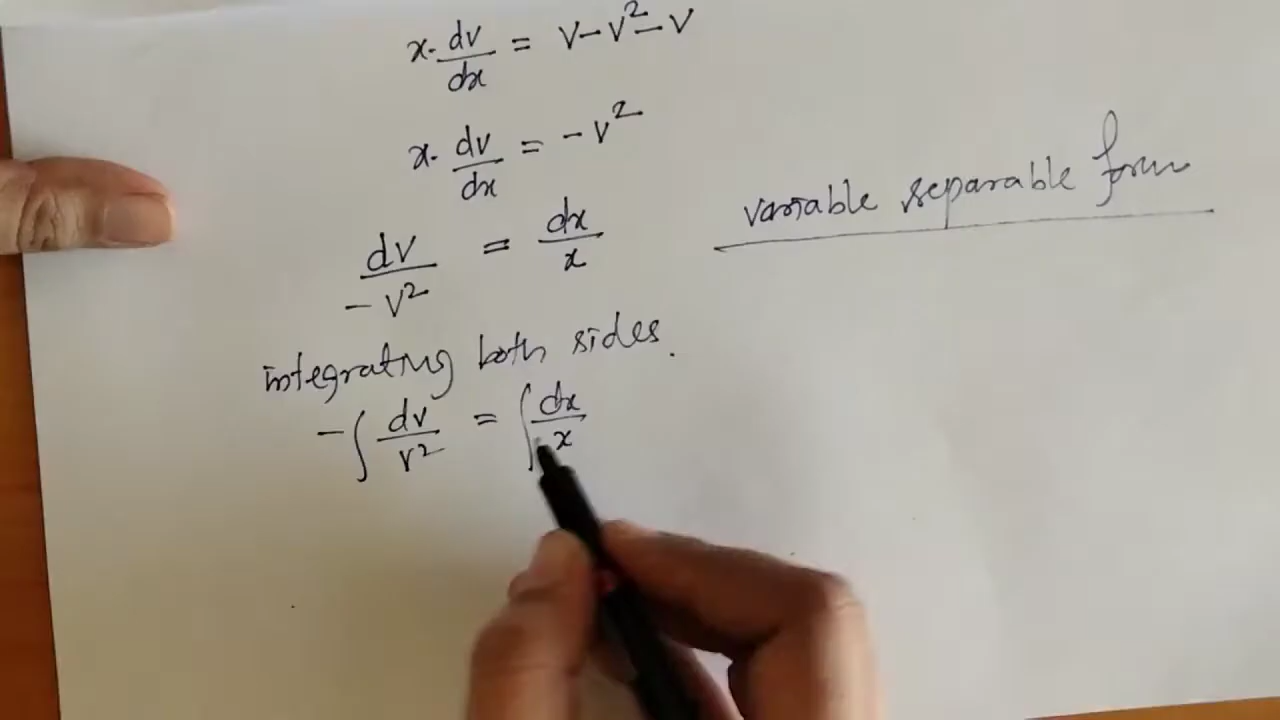 x. dv/dx = v-v²-v
x. dv/dx = -v²
variable separable form
dv/-v² = dx/x
integrating both sides.
-∫ dv/v² = ∫ dx/x